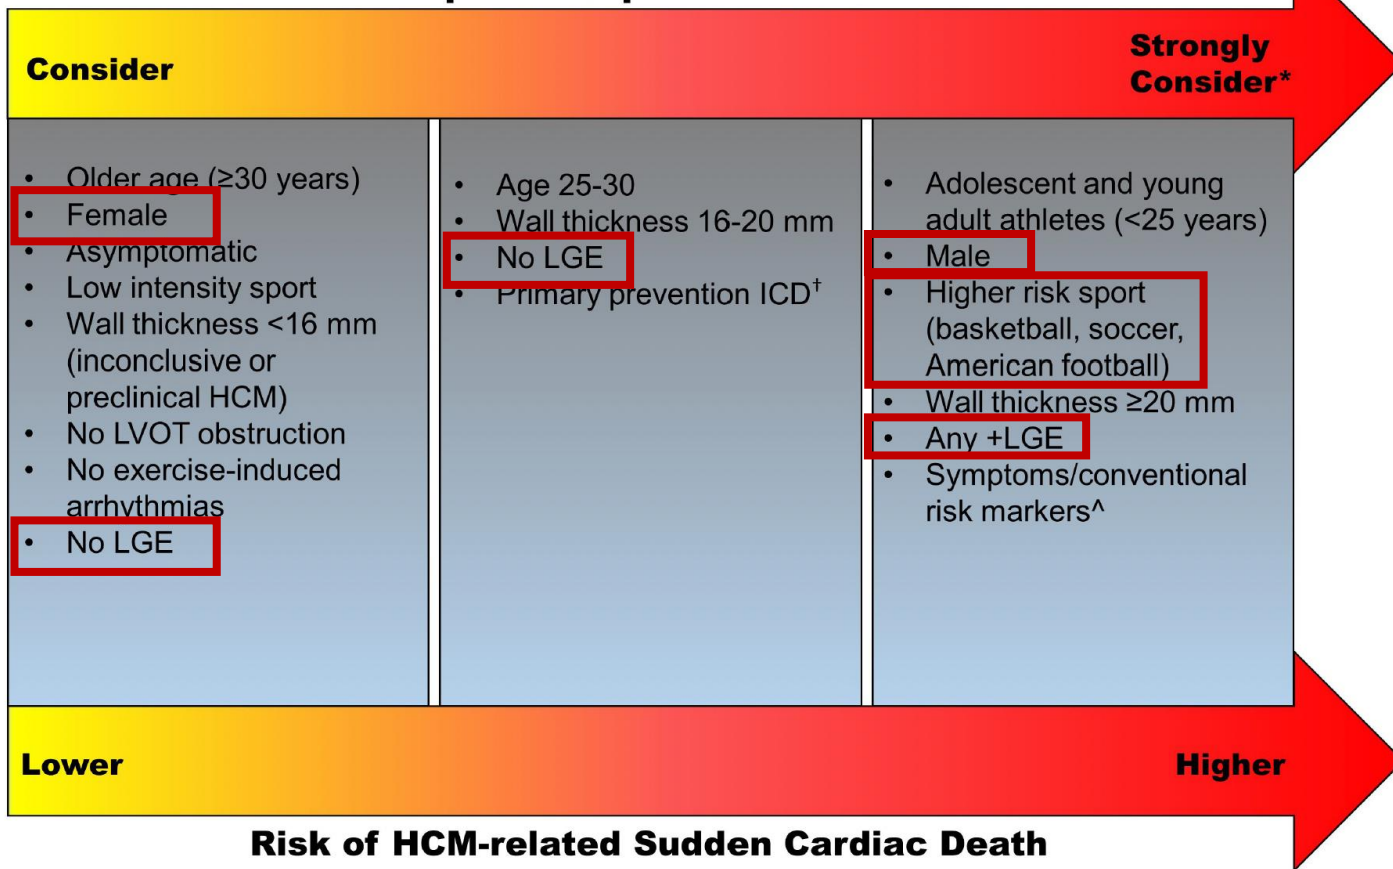 Consider
Strongly
Consider*
• Older age (≥30 years)
• Female
• Asymptomatic
• Low intensity sport
• Wall thickness <16 mm
(inconclusive or
preclinical HCM)
• No LVOT obstruction
• No exercise-induced
arrhythmias
• No LGE
• Age 25-30
• Wall thickness 16-20 mm
• No LGE
• Primary prevention ICD†
• Adolescent and young
adult athletes (<25 years)
• Male
• Higher risk sport
(basketball, soccer,
American football)
• Wall thickness ≥20 mm
• Any +LGE
• Symptoms/conventional
risk markers^
Lower
Higher
Risk of HCM-related Sudden Cardiac Death